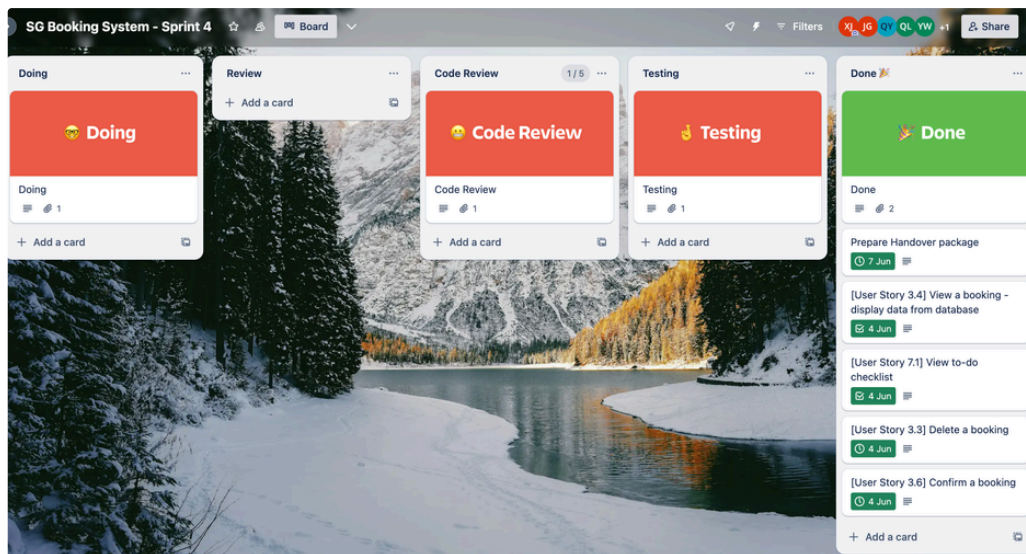 SG Booking System - Sprint 4
Board
Filters
XJ JG QY QL YW +1
Share
Doing
🤓 Doing
Doing
1
Add a card
Review
Add a card
Code Review
1 / 5
😬 Code Review
Code Review
1
Add a card
Testing
🤞 Testing
Testing
1
Add a card
Done 🎉
🎉 Done
Done
2
Prepare Handover package
7 Jun
[User Story 3.4] View a booking -
display data from database
4 Jun
[User Story 7.1] View to-do
checklist
4 Jun
[User Story 3.3] Delete a booking
4 Jun
[User Story 3.6] Confirm a booking
4 Jun
Add a card